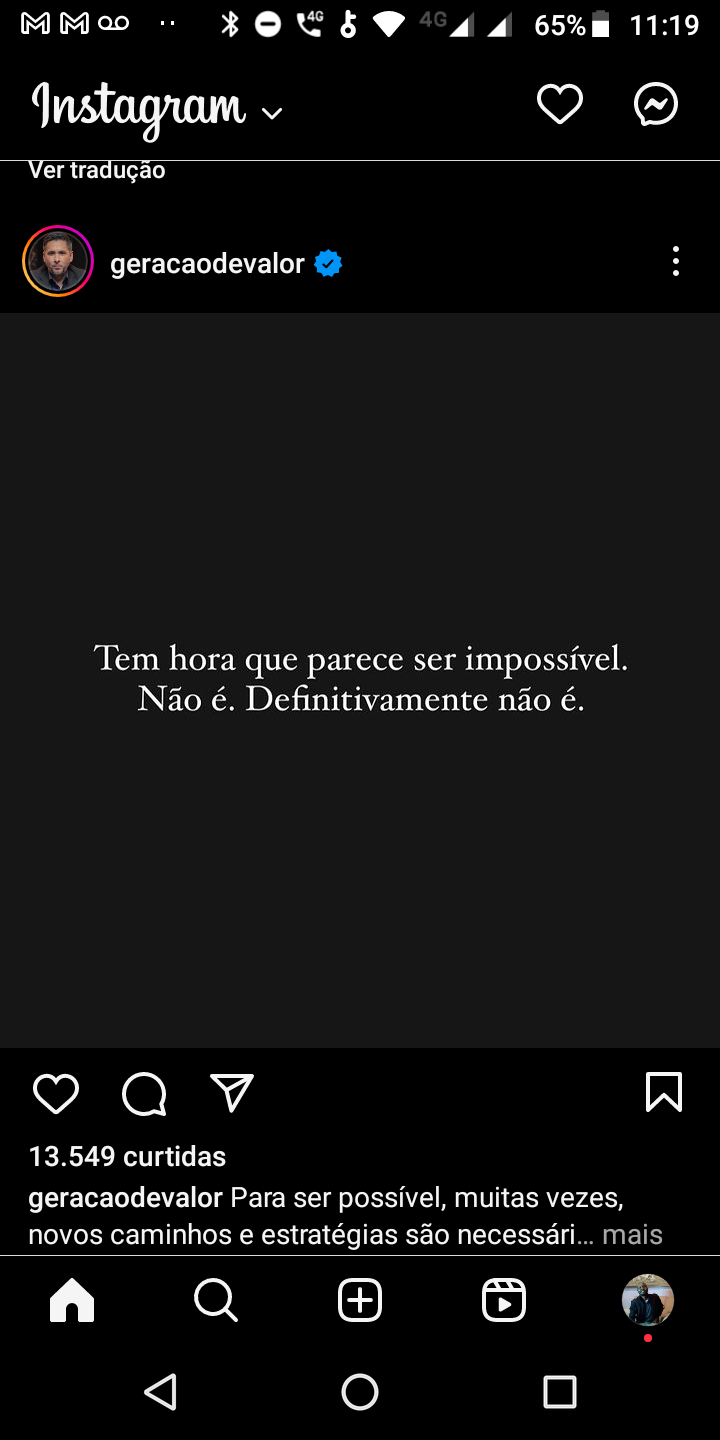 4G 4G 65% 11:19
Instagram
Ver tradução
geracaodevalor
Tem hora que parece ser impossível.
Não é. Definitivamente não é.
13.549 curtidas
geracaodevalor Para ser possível, muitas vezes,
novos caminhos e estratégias são necessári... mais